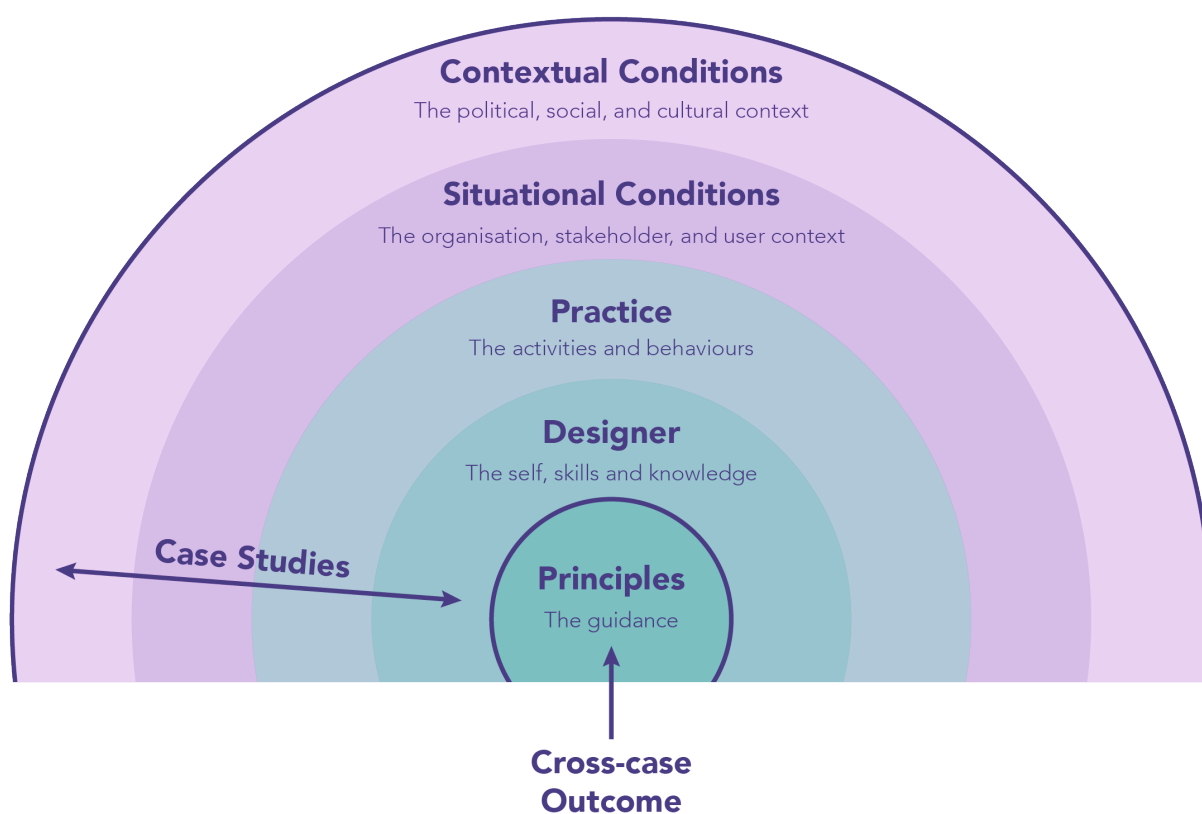 Contextual Conditions
The political, social, and cultural context
Situational Conditions
The organisation, stakeholder, and user context
Practice
The activities and behaviours
Designer
The self, skills and knowledge
Case Studies
Principles
The guidance
Cross-case
Outcome